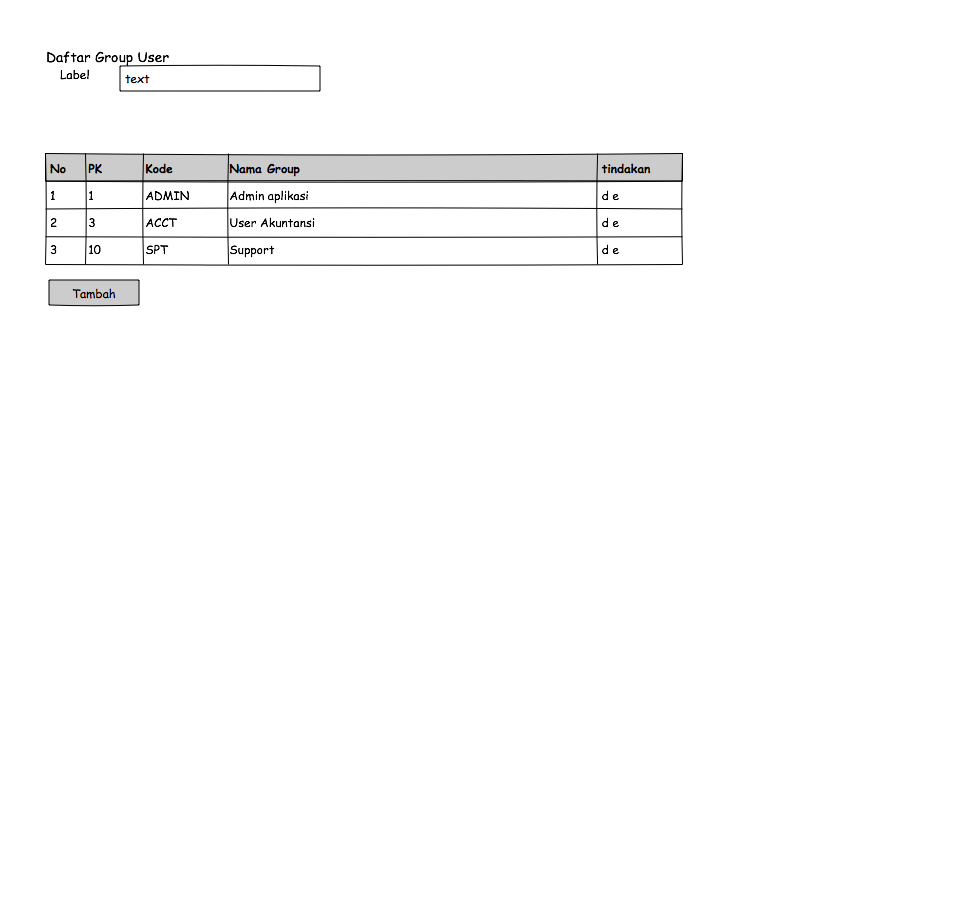 Daftar Group User
Label text
No PK Kode Nama Group tindakan
1 1 ADMIN Admin aplikasi d e
2 3 ACCT User Akuntansi d e
3 10 SPT Support d e
Tambah